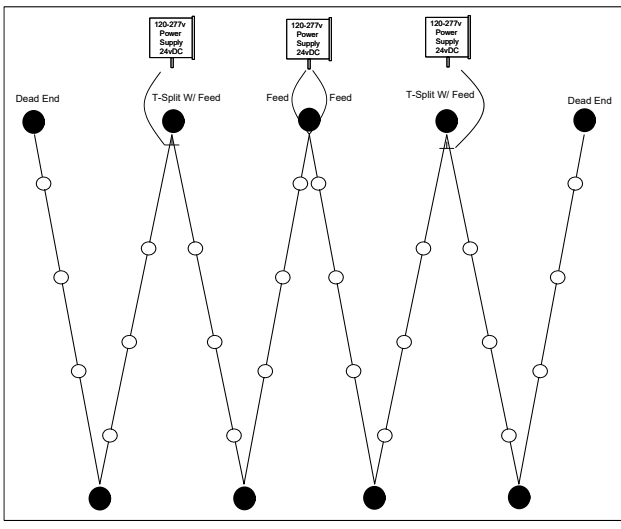 120-277v
Power
Supply
24vDC
120-277v
Power
Supply
24vDC
120-277v
Power
Supply
24vDC
Dead End
T-Split W/ Feed
Feed
Feed
T-Split W/ Feed
Dead End